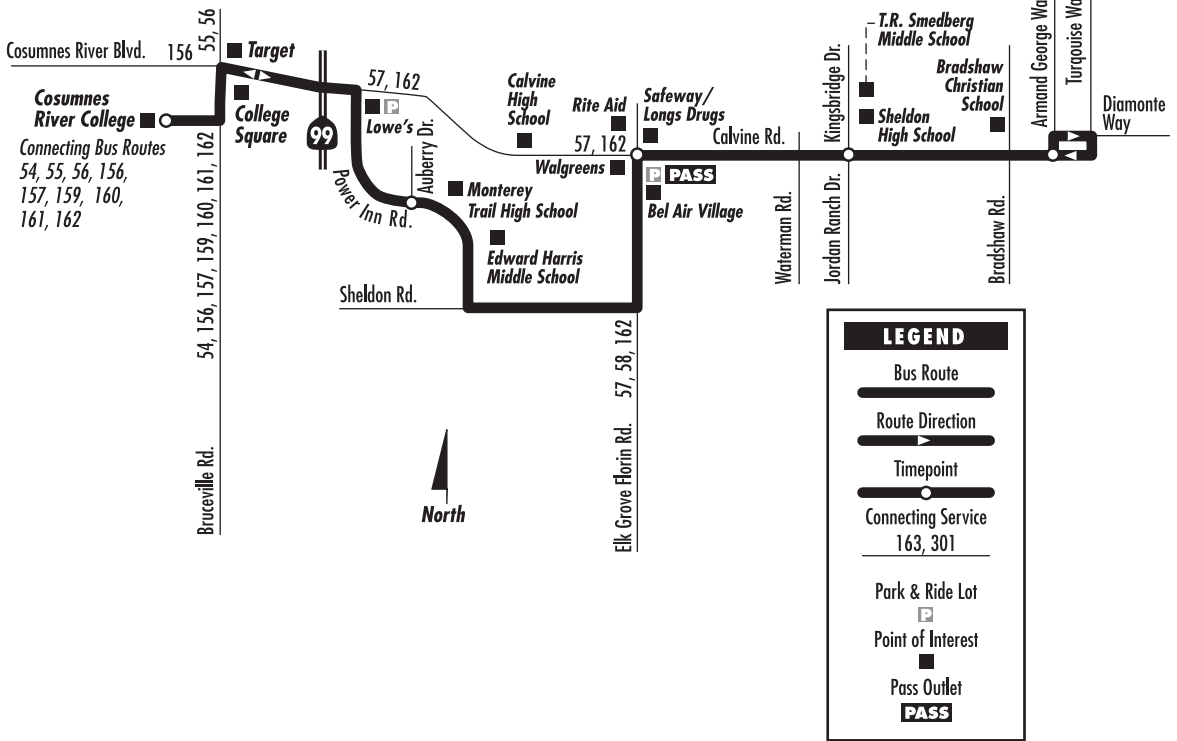 Cosumnes River Blvd.
156
55, 56
Target
Cosumnes
River College
Connecting Bus Routes
54, 55, 56, 156,
157, 159, 160,
161, 162
College
Square
54, 156, 157, 159, 160, 161, 162
Bruceville Rd.
99
57, 162
P
Lowe's
Power Inn Rd.
Auberry Dr.
Calvine
High
School
Rite Aid
57, 162
Walgreens
Monterey
Trail High School
Edward Harris
Middle School
Sheldon Rd.
Safeway/
Longs Drugs
Calvine Rd.
P PASS
Bel Air Village
57, 58, 162
Elk Grove Florin Rd.
Waterman Rd.
Kingsbridge Dr.
Jordan Ranch Dr.
T.R. Smedberg
Middle School
Sheldon
High School
Bradshaw
Christian
School
Bradshaw Rd.
Armand George Wa
Turqouise Wa
Diamonte
Way
North
LEGEND
Bus Route
Route Direction
Timepoint
Connecting Service
163, 301
Park & Ride Lot
P
Point of Interest
Pass Outlet
PASS